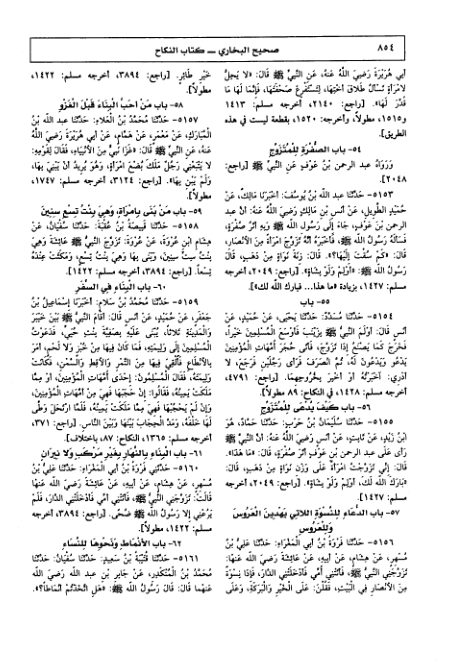 ٨٥٤ صحيح البخاري ــ كتاب النكاح
أبي هُرَيْرَةَ رَضِيَ اللَّهُ عَنْهُ، عَنِ النَّبِيِّ ﷺ قَالَ: «لَا يَحِلُّ
لِامْرَأَةٍ تَسْأَلُ طَلَاقَ أُخْتِهَا، لِتَسْتَفْرِغَ صَحْفَتَهَا، فَإِنَّمَا لَهَا مَا
قُدِّرَ لَهَا». [راجع: ٢١٤٠، أخرجه مسلم: ١٤١٣
و١٥١٥، مطولاً، وأخرجه: ١٥٢٠، بقطعة ليست في هذه
الطريق].
٥٤- باب الصُّفْرَةِ لِلْمُتَزَوِّجِ
وَرَوَاهُ عبد الرحمن بْنُ عَوْفٍ عَنِ النَّبِيِّ ﷺ [راجع:
٢٠٤٨].
٥١٥٣- حَدَّثَنَا عبد اللَّه بْنُ يُوسُفَ: أَخْبَرَنَا مَالِكٌ، عَنْ
حُمَيْدٍ الطَّوِيلِ، عَنْ أَنَسِ بْنِ مَالِكٍ رَضِيَ اللَّهُ عَنْهُ: أَنَّ عبد
الرحمن بْنَ عَوْفٍ، جَاءَ إِلَى رَسُولِ اللَّهِ ﷺ وَبِهِ أَثَرُ صُفْرَةٍ،
فَسَأَلَهُ رَسُولُ اللَّهِ ﷺ، فَأَخْبَرَهُ أَنَّهُ تَزَوَّجَ امْرَأَةً مِنَ الْأَنْصَارِ،
قَالَ: «كَمْ سُقْتَ إِلَيْهَا؟». قَالَ: زِنَةَ نَوَاةٍ مِنْ ذَهَبٍ، قَالَ
رَسُولُ اللَّهِ ﷺ: «أَوْلِمْ وَلَوْ بِشَاةٍ». [راجع: ٢٠٤٩، أخرجه
مسلم: ١٤٢٧، بزيادة «ما هذا... بارك اللَّه لك»].
٥٥- باب
٥١٥٤- حَدَّثَنَا مُسَدَّدٌ: حَدَّثَنَا يَحْيَى، عَنْ حُمَيْدٍ، عَنْ
أَنَسٍ قَالَ: أَوْلَمَ النَّبِيُّ ﷺ بِزَيْنَبَ فَأَوْسَعَ الْمُسْلِمِينَ خَيْراً،
فَخَرَجَ كَمَا يَصْنَعُ إِذَا تَزَوَّجَ، فَأَتَى حُجَرَ أُمَّهَاتِ الْمُؤْمِنِينَ
يَدْعُو وَيَدْعُونَ لَهُ، ثُمَّ انْصَرَفَ فَرَأَى رَجُلَيْنِ فَرَجَعَ، لَا
أَدْرِي: آخْبَرْتُهُ أَوْ أُخْبِرَ بِخُرُوجِهِمَا. [راجع: ٤٧٩١،
أخرجه مسلم: ١٤٢٨ في النكاح: ٨٩ مطولاً].
٥٦- باب كَيْفَ يُدْعَى لِلْمُتَزَوِّجِ
٥١٥٥- حَدَّثَنَا سُلَيْمَانُ بْنُ حَرْبٍ: حَدَّثَنَا حَمَّادٌ، هُوَ
ابْنُ زَيْدٍ، عَنْ ثَابِتٍ، عَنْ أَنَسٍ رَضِيَ اللَّهُ عَنْهُ: أَنَّ النَّبِيَّ ﷺ
رَأَى عَلَى عبد الرحمن بْنِ عَوْفٍ أَثَرَ صُفْرَةٍ، قَالَ: «مَا هَذَا».
قَالَ: إِنِّي تَزَوَّجْتُ امْرَأَةً عَلَى وَزْنِ نَوَاةٍ مِنْ ذَهَبٍ، قَالَ:
«بَارَكَ اللَّهُ لَكَ، أَوْلِمْ وَلَوْ بِشَاةٍ». [راجع: ٢٠٤٩، أخرجه
مسلم: ١٤٢٧].
٥٧- باب الدُّعَاءِ لِلنِّسْوَةِ اللَّاتِي يَهْدِينَ الْعَرُوسَ
وَلِلْعَرُوسِ
٥١٥٦- حَدَّثَنَا فَرْوَةُ بْنُ أَبِي الْمَغْرَاءِ: حَدَّثَنَا عَلِيُّ بْنُ
مُسْهِرٍ، عَنْ هِشَامٍ، عَنْ أَبِيهِ، عَنْ عَائِشَةَ رَضِيَ اللَّهُ عَنْهَا:
تَزَوَّجَنِي النَّبِيُّ ﷺ، فَأَتَتْنِي أُمِّي فَأَدْخَلَتْنِي الدَّارَ، فَإِذَا نِسْوَةٌ
مِنَ الْأَنْصَارِ فِي الْبَيْتِ، فَقُلْنَ: عَلَى الْخَيْرِ وَالْبَرَكَةِ، وَعَلَى
خَيْرِ طَائِرٍ. [راجع: ٣٨٩٤، أخرجه مسلم: ١٤٢٢،
مطولاً].
٥٨- باب مَنْ أَحَبَّ الْبِنَاءَ قَبْلَ الْغَزْوِ
٥١٥٧- حَدَّثَنَا مُحَمَّدُ بْنُ الْعَلَاءِ: حَدَّثَنَا عبد اللَّه بْنُ
الْمُبَارَكِ، عَنْ مَعْمَرٍ، عَنْ هَمَّامٍ، عَنْ أَبِي هُرَيْرَةَ رَضِيَ اللَّهُ
عَنْهُ، عَنِ النَّبِيِّ ﷺ قَالَ: «غَزَا نَبِيٌّ مِنَ الْأَنْبِيَاءِ، فَقَالَ لِقَوْمِهِ:
لَا يَتْبَعْنِي رَجُلٌ مَلَكَ بُضْعَ امْرَأَةٍ، وَهُوَ يُرِيدُ أَنْ يَبْنِيَ بِهَا،
وَلَمْ يَبْنِ بِهَا». [راجع: ٣١٢٤، أخرجه مسلم: ١٧٤٧،
مطولاً].
٥٩- باب مَنْ بَنَى بِامْرَأَةٍ، وَهِيَ بِنْتُ تِسْعِ سِنِينَ
٥١٥٨- حَدَّثَنَا قَبِيصَةُ بْنُ عُقْبَةَ: حَدَّثَنَا سُفْيَانُ، عَنْ
هِشَامِ ابْنِ عُرْوَةَ، عَنْ عُرْوَةَ: تَزَوَّجَ النَّبِيُّ ﷺ عَائِشَةَ وَهِيَ
بِنْتُ سِتِّ سِنِينَ، وَبَنَى بِهَا وَهِيَ بِنْتُ تِسْعٍ، وَمَكَثَتْ عِنْدَهُ
تِسْعاً. [راجع: ٣٨٩٤، أخرجه مسلم: ١٤٢٢].
٦٠- باب الْبِنَاءِ فِي السَّفَرِ
٥١٥٩- حَدَّثَنَا مُحَمَّدُ بْنُ سَلَامٍ: أَخْبَرَنَا إِسْمَاعِيلُ بْنُ
جَعْفَرٍ، عَنْ حُمَيْدٍ، عَنْ أَنَسٍ قَالَ: أَقَامَ النَّبِيُّ ﷺ بَيْنَ خَيْبَرَ
وَالْمَدِينَةِ ثَلَاثاً، يُبْنَى عَلَيْهِ بِصَفِيَّةَ بِنْتِ حُيَيٍّ، فَدَعَوْتُ
الْمُسْلِمِينَ إِلَى وَلِيمَتِهِ، فَمَا كَانَ فِيهَا مِنْ خُبْزٍ وَلَا لَحْمٍ، أَمَرَ
بِالْأَنْطَاعِ فَأُلْقِيَ فِيهَا مِنَ التَّمْرِ وَالْأَقِطِ وَالسَّمْنِ، فَكَانَتْ
وَلِيمَتَهُ، فَقَالَ الْمُسْلِمُونَ: إِحْدَى أُمَّهَاتِ الْمُؤْمِنِينَ، أَوْ مِمَّا
مَلَكَتْ يَمِينُهُ، فَقَالُوا: إِنْ حَجَبَهَا فَهِيَ مِنْ أُمَّهَاتِ الْمُؤْمِنِينَ،
وَإِنْ لَمْ يَحْجُبْهَا فَهِيَ مِمَّا مَلَكَتْ يَمِينُهُ، فَلَمَّا ارْتَحَلَ وَطَّى
لَهَا خَلْفَهُ، وَمَدَّ الْحِجَابَ بَيْنَهَا وَبَيْنَ النَّاسِ. [راجع: ٣٧١،
أخرجه مسلم: ١٣٦٥، النكاح: ٨٧، باختلاف].
٦١- باب الْبِنَاءِ بِالنَّهَارِ بِغَيْرِ مَرْكَبٍ وَلَا نِيرَانٍ
٥١٦٠- حَدَّثَنِي فَرْوَةُ بْنُ أَبِي الْمَغْرَاءِ: حَدَّثَنَا عَلِيُّ بْنُ
مُسْهِرٍ، عَنْ هِشَامٍ، عَنْ أَبِيهِ، عَنْ عَائِشَةَ رَضِيَ اللَّهُ عَنْهَا
قَالَتْ: تَزَوَّجَنِي النَّبِيُّ ﷺ، فَأَتَتْنِي أُمِّي فَأَدْخَلَتْنِي الدَّارَ، فَلَمْ
يَرُعْنِي إِلَّا رَسُولُ اللَّهِ ﷺ ضُحًى. [راجع: ٣٨٩٤، أخرجه
مسلم: ١٤٢٢، مطولاً].
٦٢- باب الْأَنْمَاطِ وَنَحْوِهَا لِلنِّسَاءِ
٥١٦١- حَدَّثَنَا قُتَيْبَةُ بْنُ سَعِيدٍ: حَدَّثَنَا سُفْيَانُ: حَدَّثَنَا
مُحَمَّدُ بْنُ الْمُنْكَدِرِ، عَنْ جَابِرِ بْنِ عبد اللَّه رَضِيَ اللَّهُ
عَنْهُمَا قَالَ: قَالَ رَسُولُ اللَّهِ ﷺ: «هَلِ اتَّخَذْتُمْ أَنْمَاطاً؟».